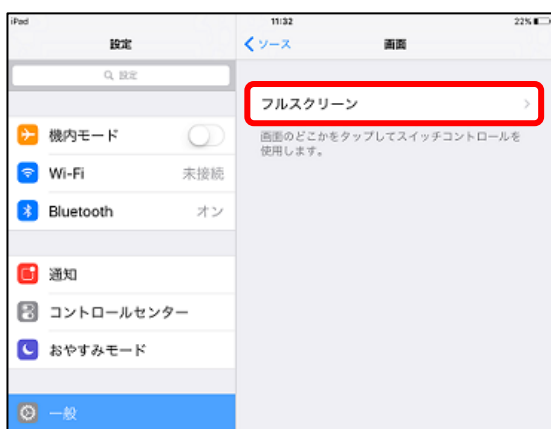 iPad 11:32 22%
設定
ソース 画面
設定
フルスクリーン
画面のどこかをタップしてスイッチコントロールを
使用します。
機内モード
Wi-Fi 未接続
Bluetooth オン
通知
コントロールセンター
おやすみモード
一般